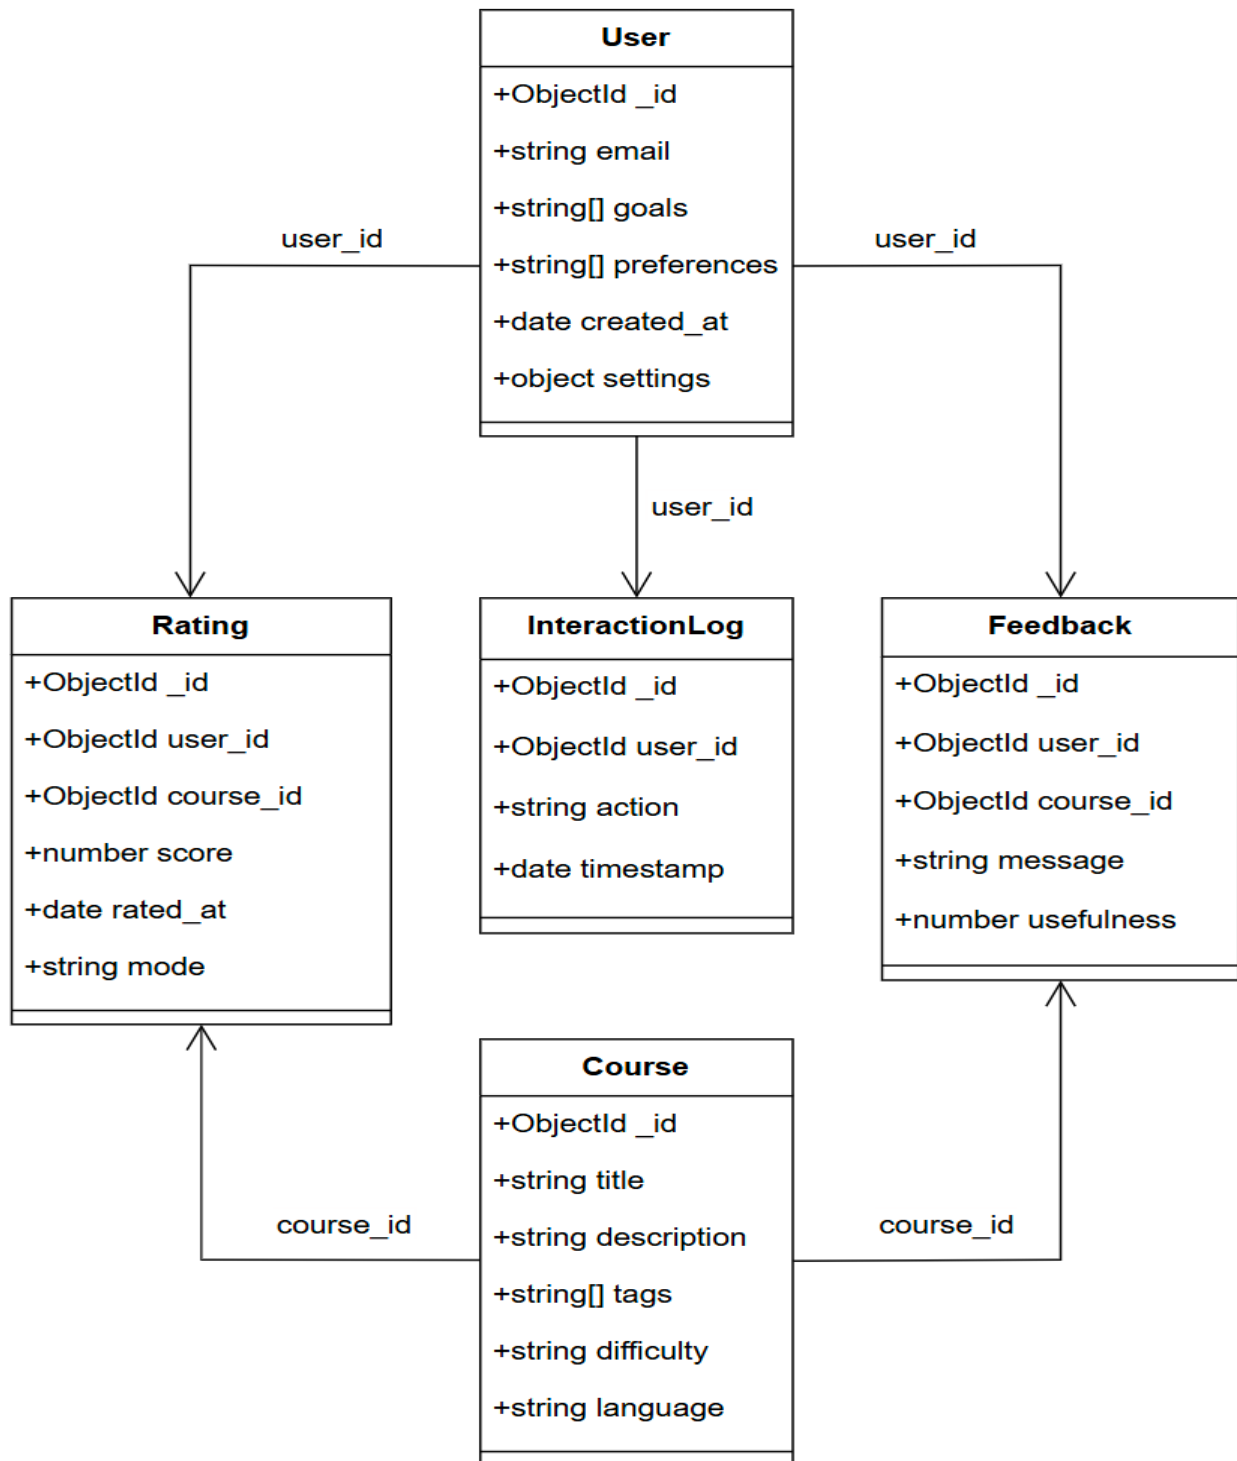 User
+ObjectId _id
+string email
+string[] goals
+string[] preferences
+date created_at
+object settings
user_id
user_id
user_id
Rating
+ObjectId _id
+ObjectId user_id
+ObjectId course_id
+number score
+date rated_at
+string mode
InteractionLog
+ObjectId _id
+ObjectId user_id
+string action
+date timestamp
Feedback
+ObjectId _id
+ObjectId user_id
+ObjectId course_id
+string message
+number usefulness
Course
+ObjectId _id
+string title
+string description
+string[] tags
+string difficulty
+string language
course_id
course_id